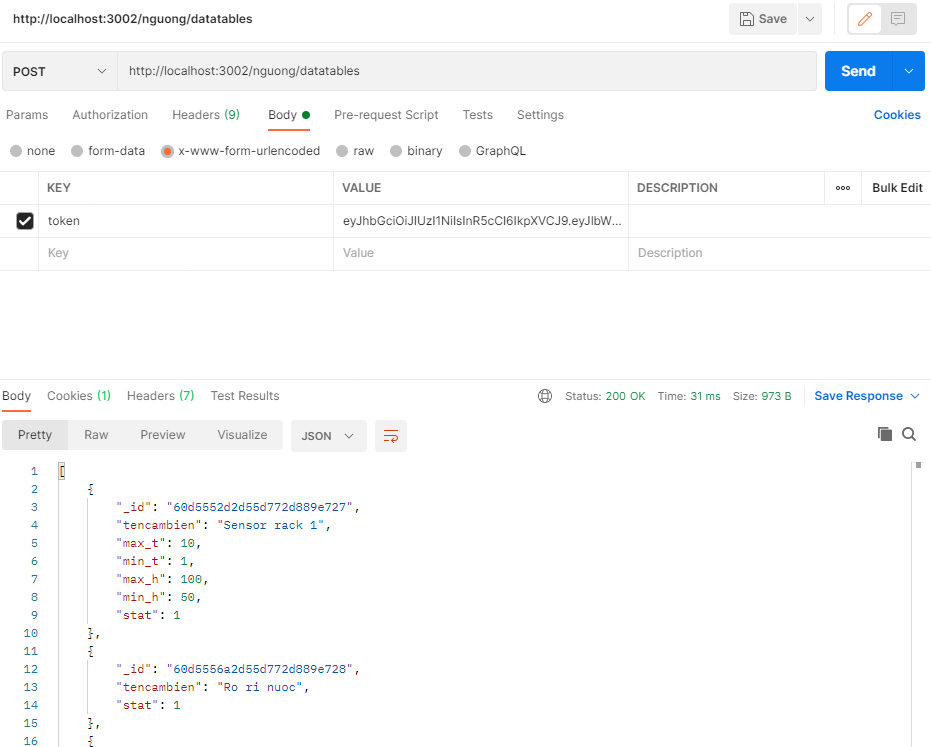 http://localhost:3002/nguong/datatables
Save
POST
http://localhost:3002/nguong/datatables
Send
Params Authorization Headers (9) Body Pre-request Script Tests Settings Cookies
none form-data x-www-form-urlencoded raw binary GraphQL
KEY VALUE DESCRIPTION ooo Bulk Edit
token eyJhbGciOiJIUzI1NiIsInR5cCI6IkpXVCJ9.eyJlbW...
Key Value Description
Body Cookies (1) Headers (7) Test Results Status: 200 OK Time: 31 ms Size: 973 B Save Response
Pretty Raw Preview Visualize JSON
1 [
2 {
3 "_id": "60d5552d2d55d772d889e727",
4 "tencambien": "Sensor rack 1",
5 "max_t": 10,
6 "min_t": 1,
7 "max_h": 100,
8 "min_h": 50,
9 "stat": 1
10 },
11 {
12 "_id": "60d5556a2d55d772d889e728",
13 "tencambien": "Ro ri nuoc",
14 "stat": 1
15 },
16 {